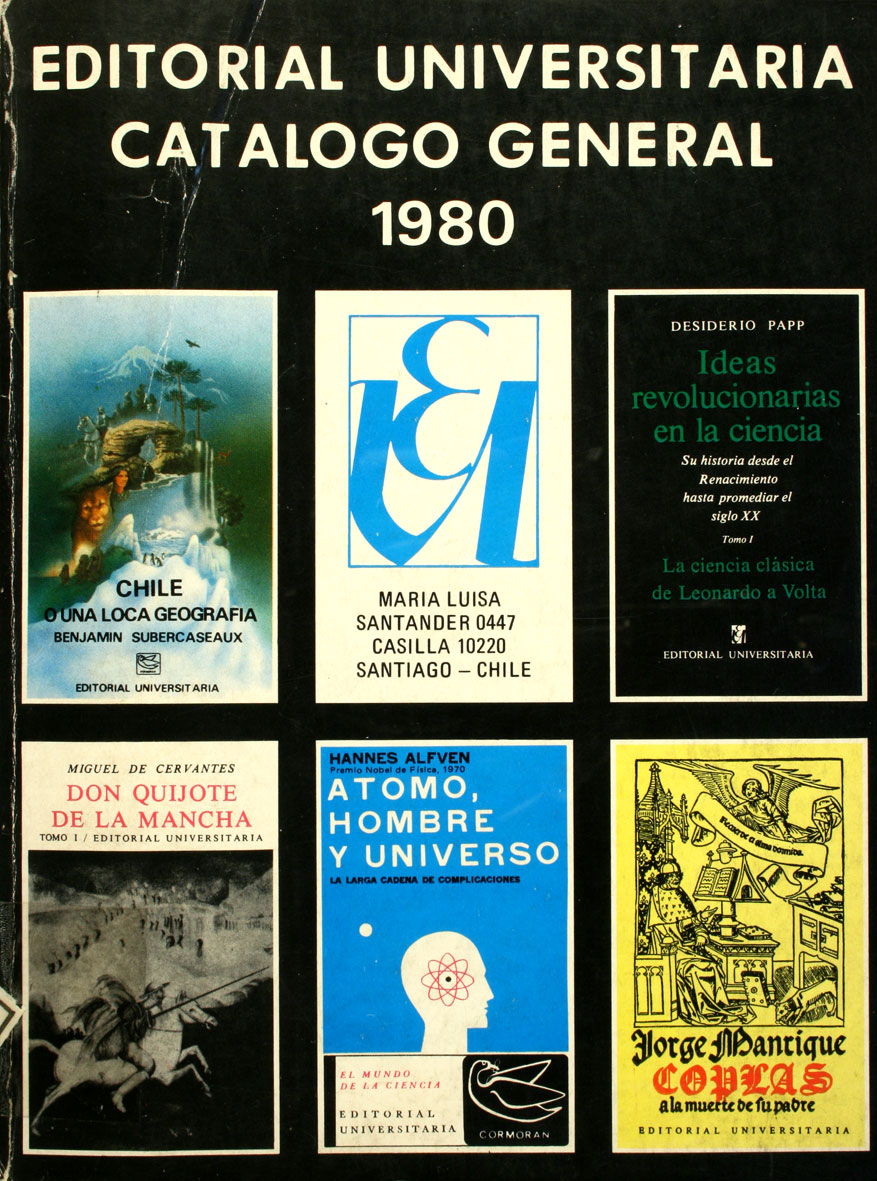 EDITORIAL UNIVERSITARIA
CATALOGO GENERAL
1980
CHILE
O UNA LOCA GEOGRAFIA
BENJAMIN SUBERCASEAUX
EDITORIAL UNIVERSITARIA
MARIA LUISA
SANTANDER 0447
CASILLA 10220
SANTIAGO – CHILE
DESIDERIO PAPP
Ideas
revolucionarias
en la ciencia
Su historia desde el
Renacimiento
hasta promediar el
siglo XX
Tomo I
La ciencia clásica
de Leonardo a Volta
EDITORIAL UNIVERSITARIA
MIGUEL DE CERVANTES
DON QUIJOTE
DE LA MANCHA
TOMO I / EDITORIAL UNIVERSITARIA
HANNES ALFVEN
Premio Nobel de Física, 1970
ATOMO,
HOMBRE
Y UNIVERSO
LA LARGA CADENA DE COMPLICACIONES
EL MUNDO
DE LA CIENCIA
EDITORIAL
UNIVERSITARIA
CORMORAN
Jorge Manrique
COPLAS
a la muerte de su padre
EDITORIAL UNIVERSITARIA